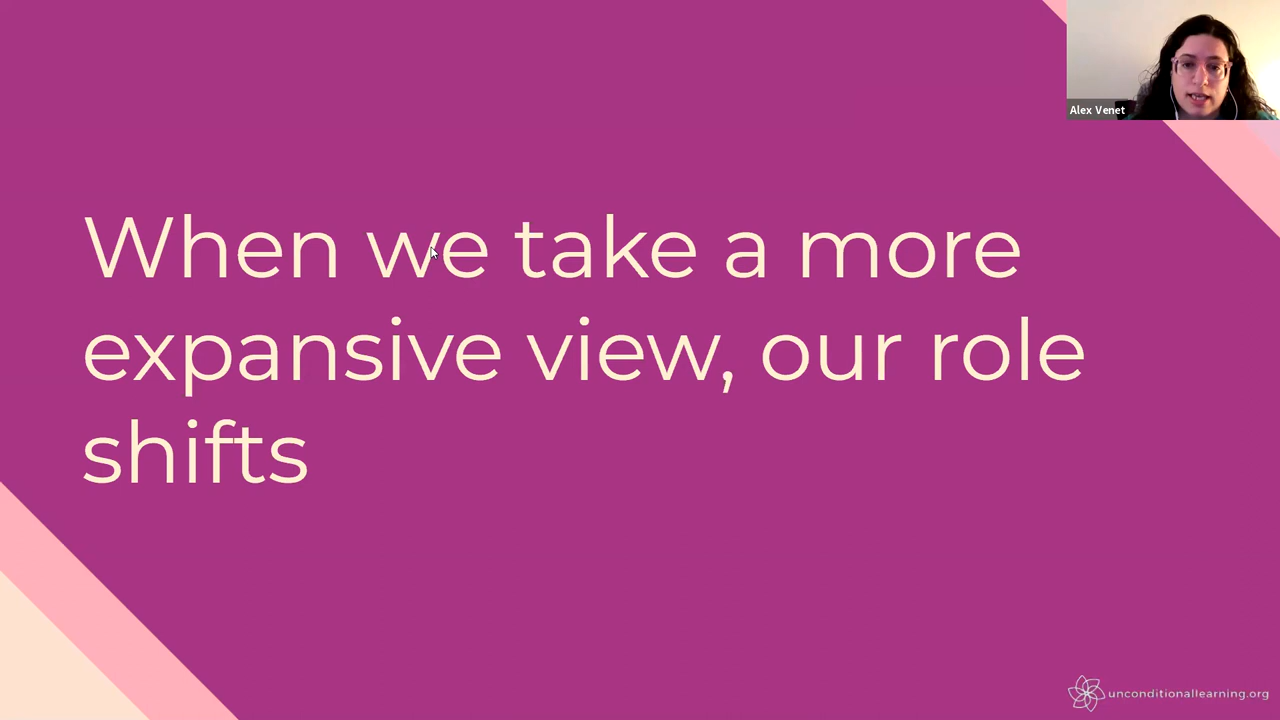 Alex Venet
When we take a more
expansive view, our role
shifts
unconditionallearning.org